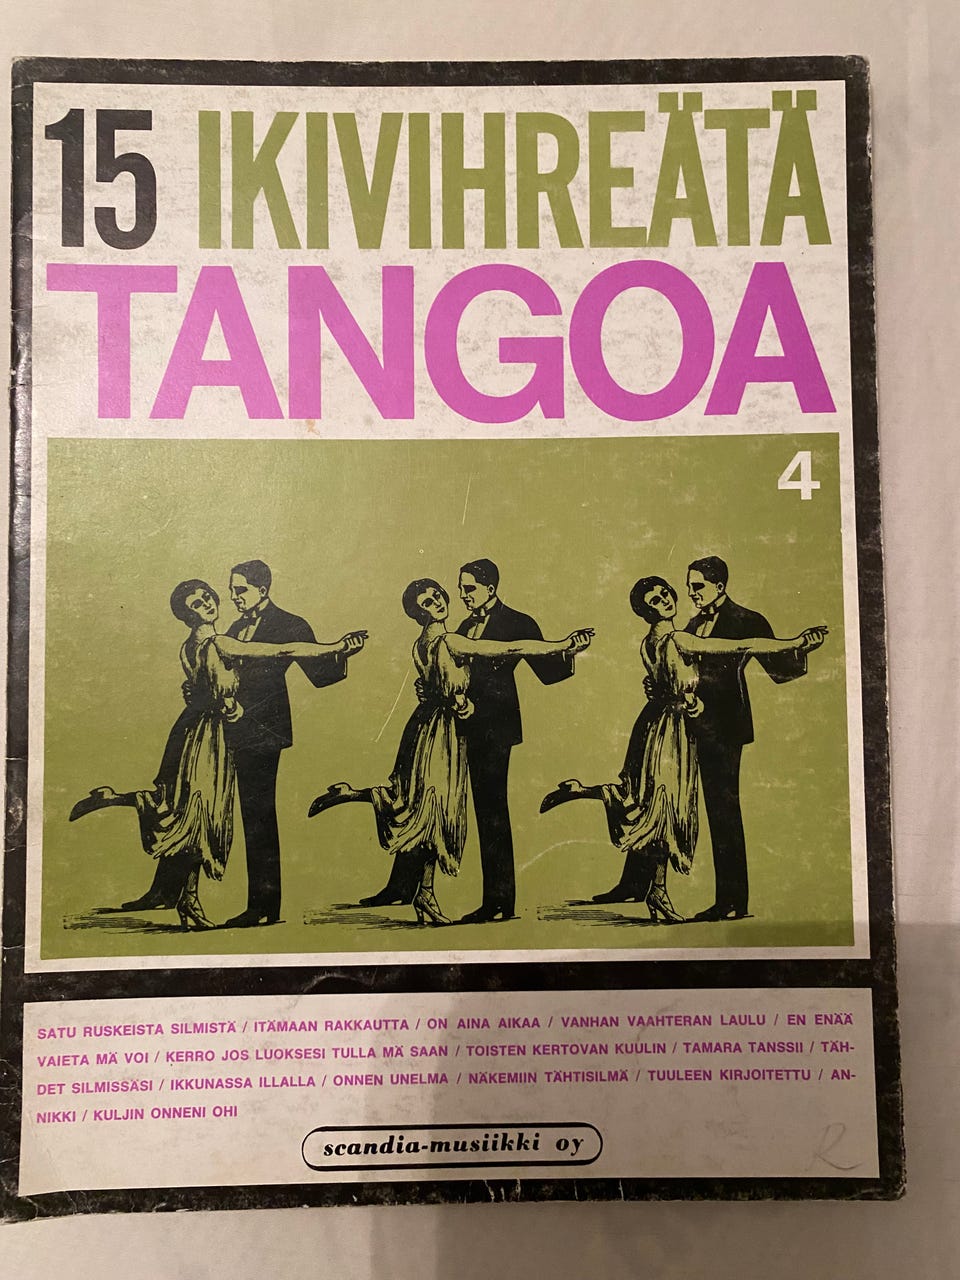 15 IKIVIHREÄTÄ
TANGOA
4
SATU RUSKEISTA SILMISTÄ / ITÄMAAN RAKKAUTTA / ON AINA AIKAA / VANHAN VAAHTERAN LAULU / EN ENÄÄ
VAIETA MÄ VOI / KERRO JOS LUOKSESI TULLA MÄ SAAN / TOISTEN KERTOVAN KUULIN / TAMARA TANSSII / TÄH-
DET SILMISSÄSI / IKKUNASSA ILLALLA / ONNEN UNELMA / NÄKEMIIN TÄHTISILMÄ / TUULEEN KIRJOITETTU / AN-
NIKKI / KULJIN ONNENI OHI
scandia-musiikki oy
R